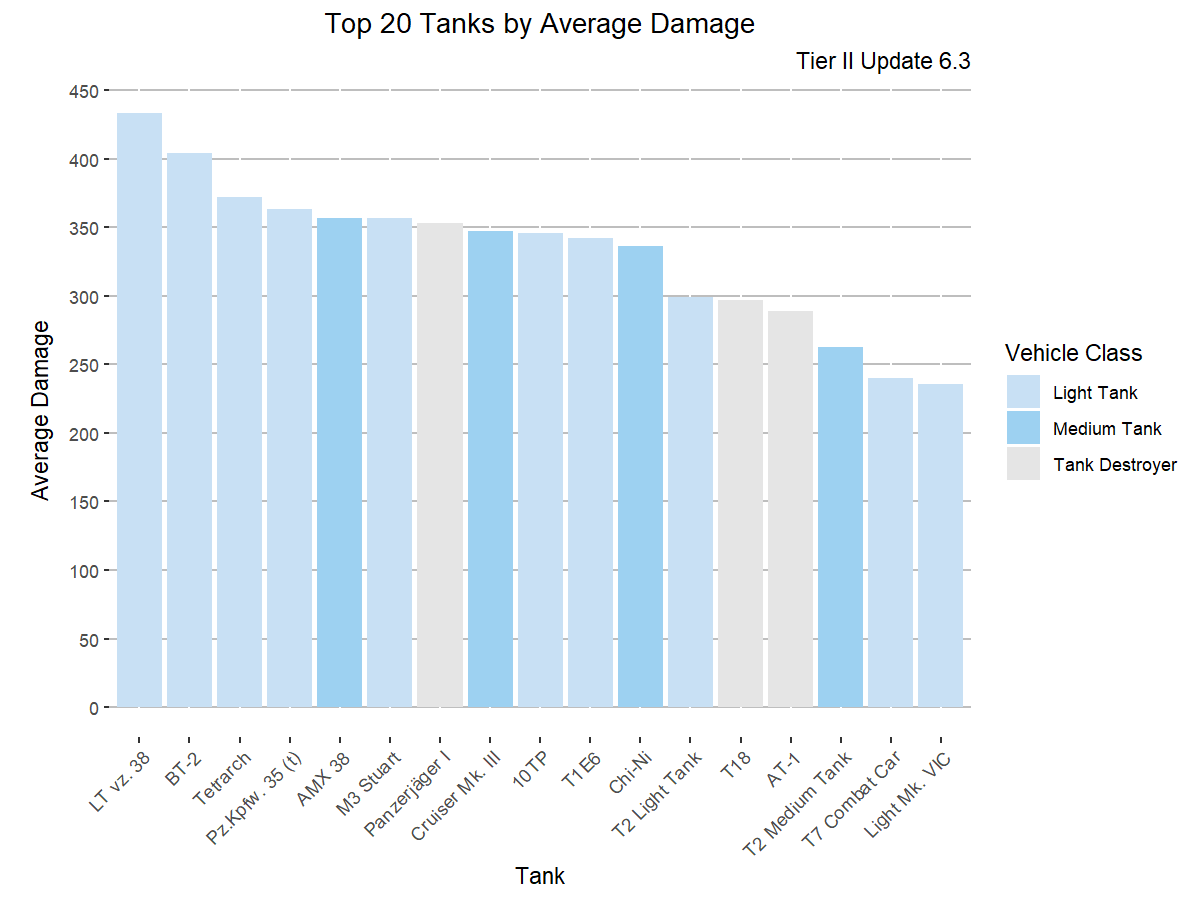 Top 20 Tanks by Average Damage
Tier II Update 6.3
Average Damage
450
400
350
300
250
200
150
100
50
0
LT vz. 38
BT-2
Tetrarch
Pz.Kpfw. 35 (t)
AMX 38
M3 Stuart
Panzerjäger I
Cruiser Mk. III
10TP
T1E6
Chi-Ni
T2 Light Tank
T18
AT-1
T2 Medium Tank
T7 Combat Car
Light Mk. VIC
Tank
Vehicle Class
Light Tank
Medium Tank
Tank Destroyer